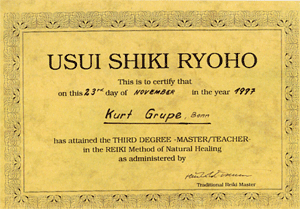 USUI SHIKI RYOHO
This is to certify that
on this 23rd day of NOVEMBER in the year 1997
Kurt Grupe, Bonn
has attained the THIRD DEGREE -MASTER/TEACHER-
in the REIKI Method of Natural Healing
as administered by
Traditional Reiki Master